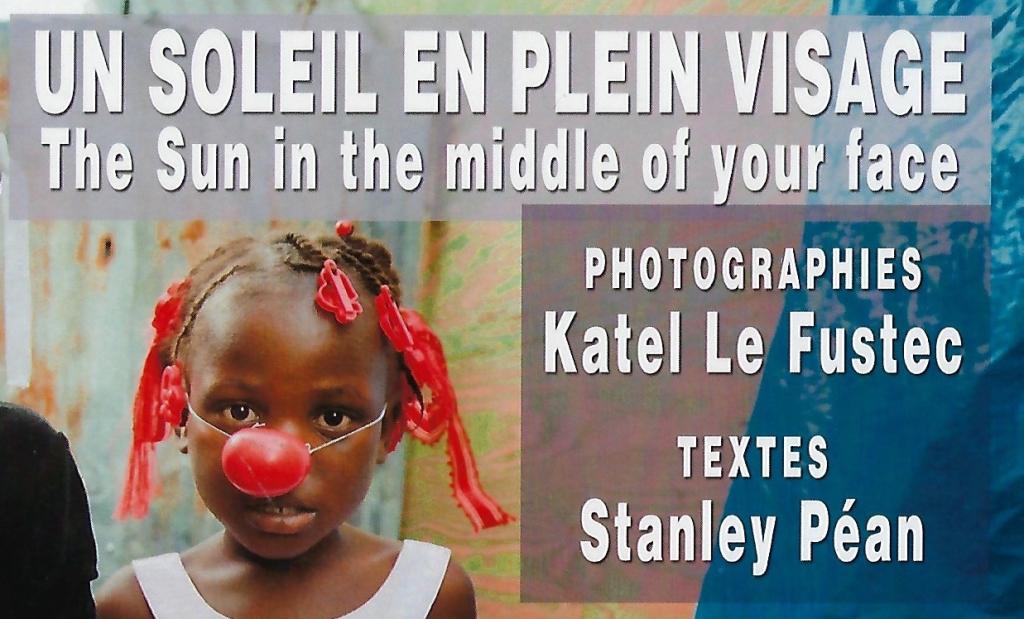 UN SOLEIL EN PLEIN VISAGE
The Sun in the middle of your face
PHOTOGRAPHIES
Katel Le Fustec
TEXTES
Stanley Péan